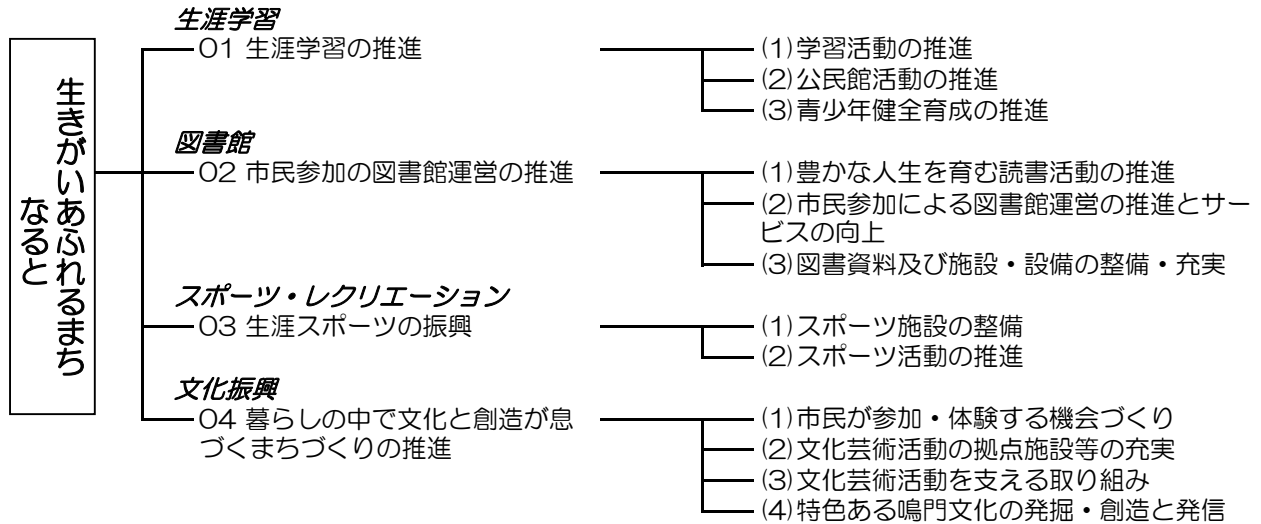 生きがいあふれるまち
なると
生涯学習
01 生涯学習の推進
(1)学習活動の推進
(2)公民館活動の推進
(3)青少年健全育成の推進
図書館
02 市民参加の図書館運営の推進
(1)豊かな人生を育む読書活動の推進
(2)市民参加による図書館運営の推進とサー
ビスの向上
(3)図書資料及び施設・設備の整備・充実
スポーツ・レクリエーション
03 生涯スポーツの振興
(1)スポーツ施設の整備
(2)スポーツ活動の推進
文化振興
04 暮らしの中で文化と創造が息
づくまちづくりの推進
(1)市民が参加・体験する機会づくり
(2)文化芸術活動の拠点施設等の充実
(3)文化芸術活動を支える取り組み
(4)特色ある鳴門文化の発掘・創造と発信